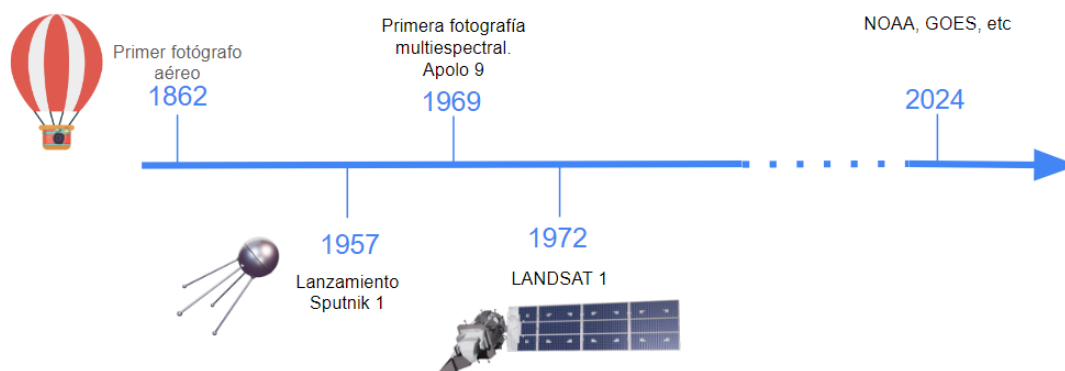 Primer fotógrafo
aéreo
1862
Primera fotografía
multiespectral.
Apolo 9
1969
NOAA, GOES, etc
2024
1957
Lanzamiento
Sputnik 1
1972
LANDSAT 1